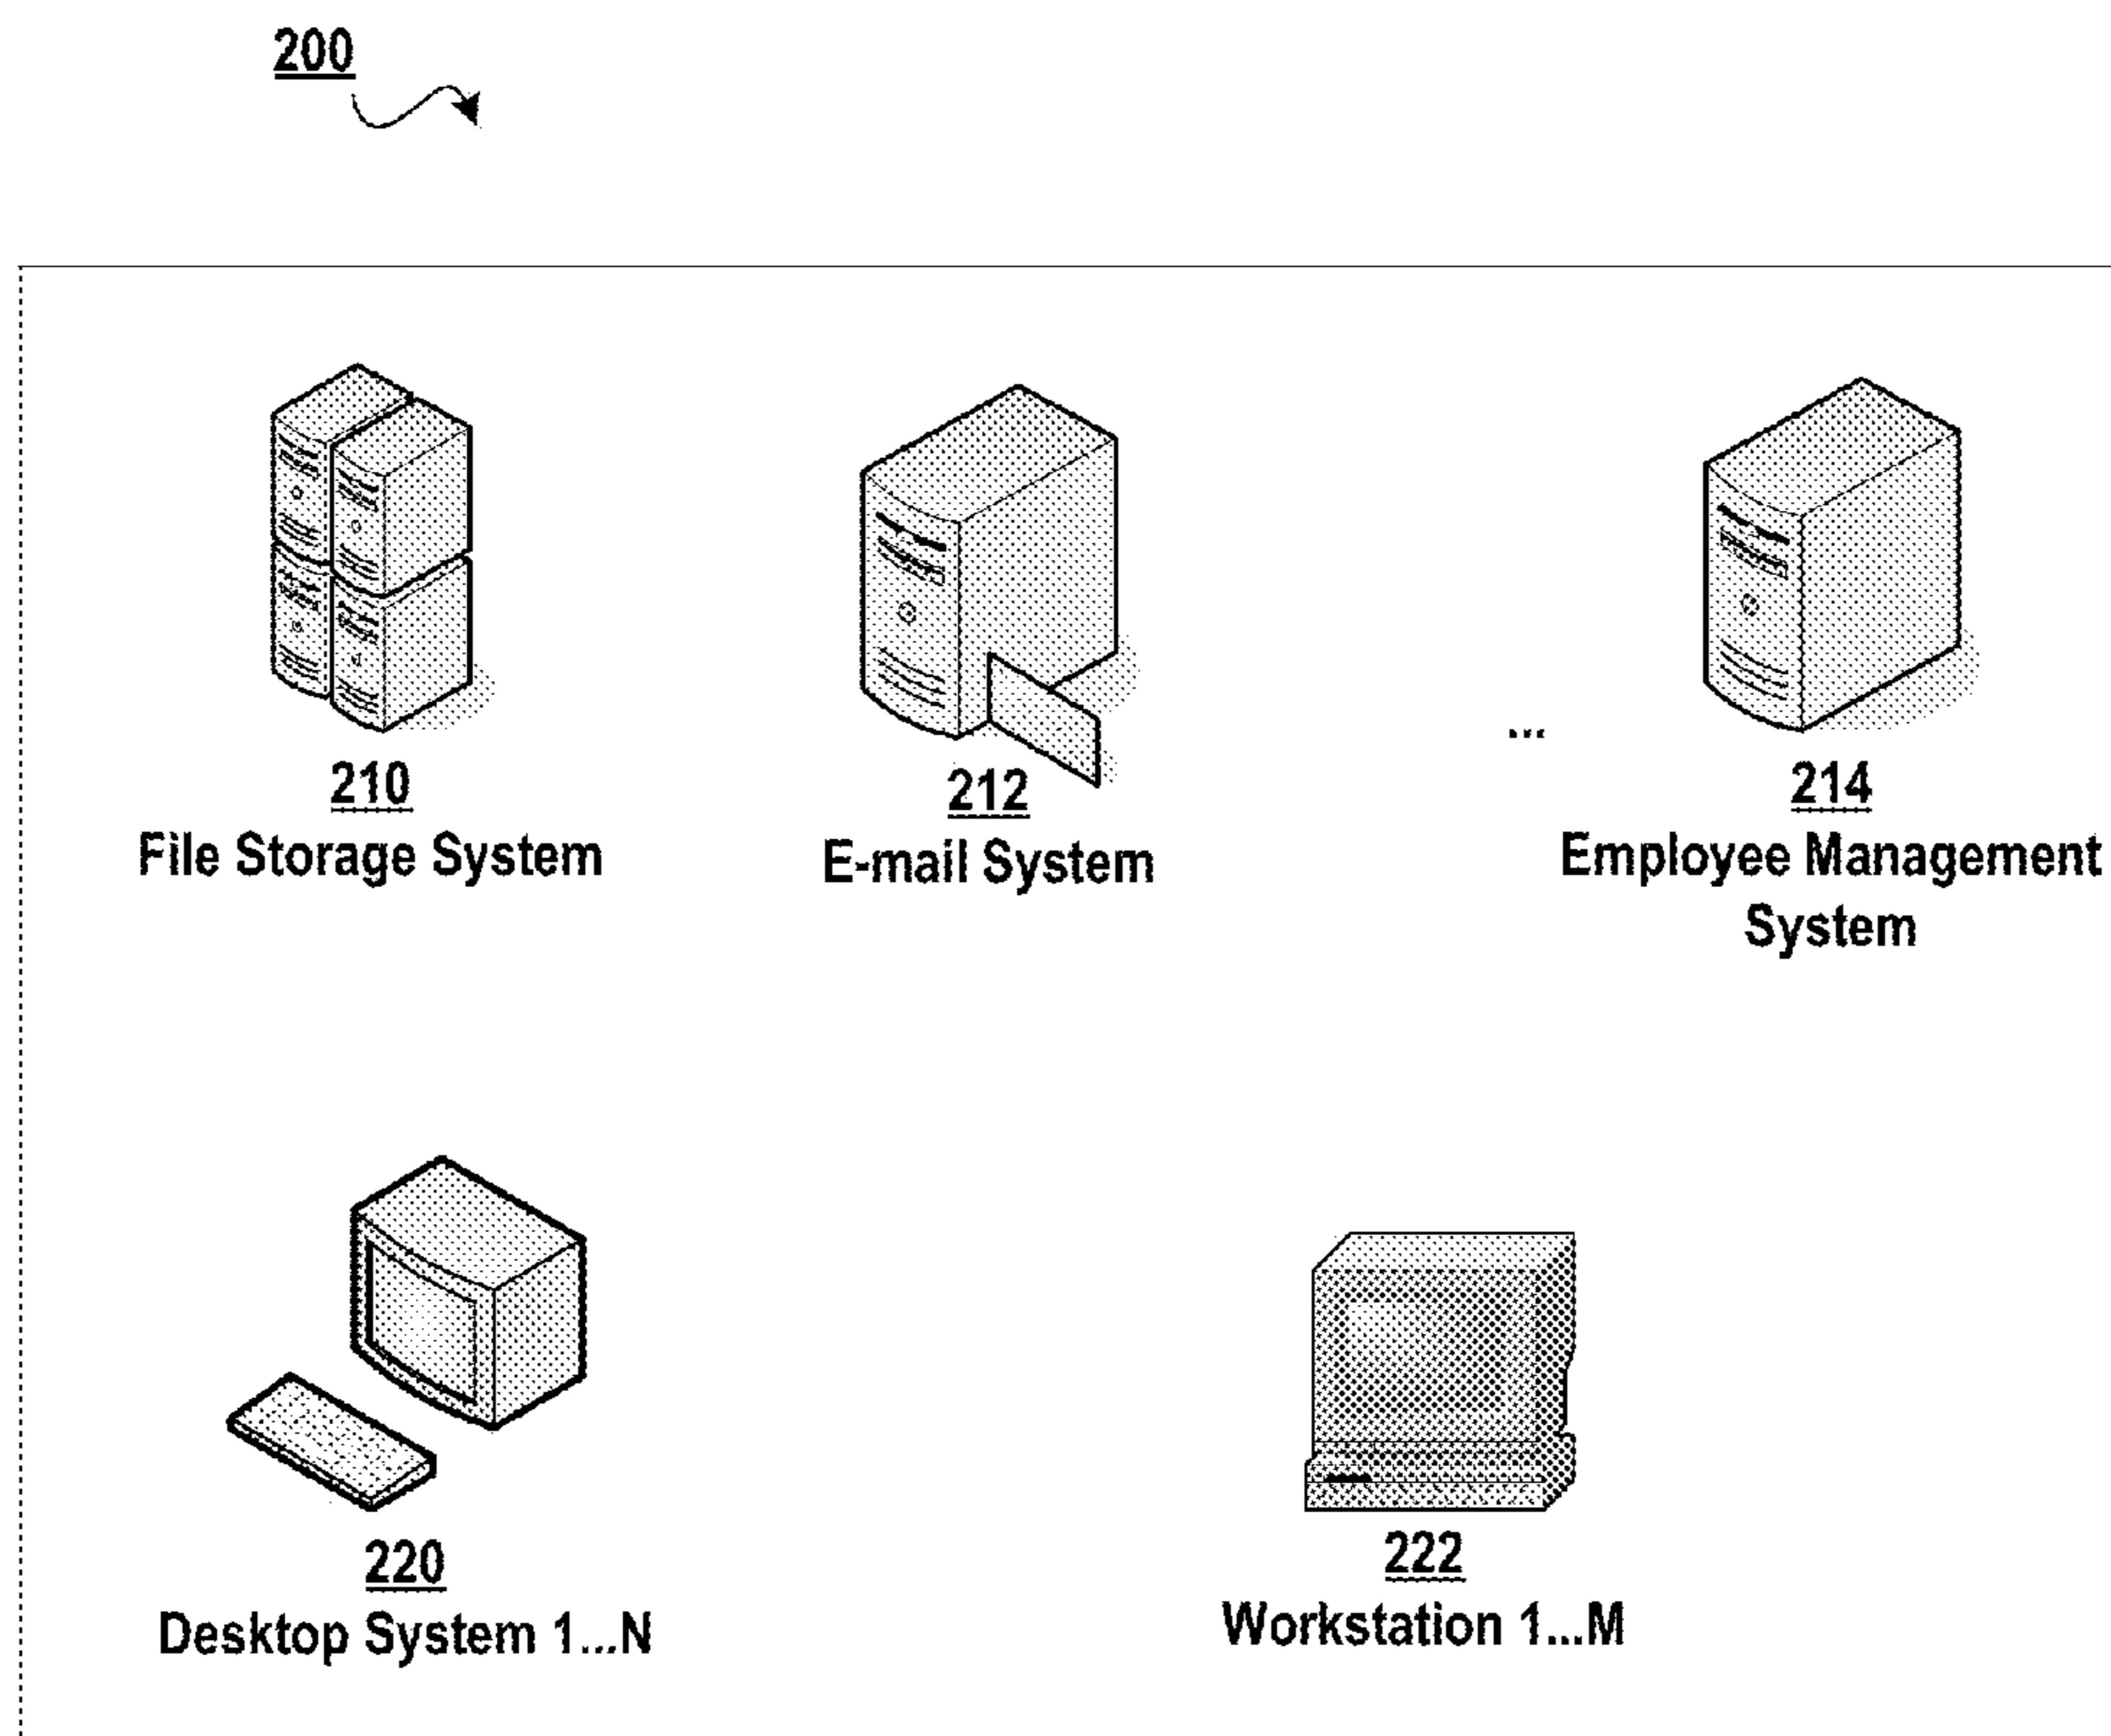 200
210
File Storage System
212
E-mail System
...
214
Employee Management
System
220
Desktop System 1...N
222
Workstation 1...M